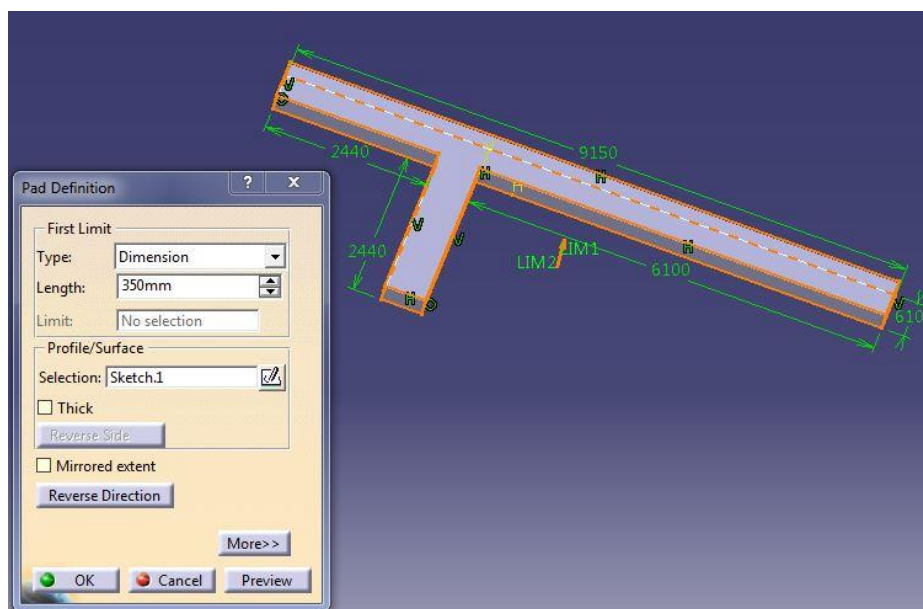 Pad Definition
? X
First Limit
Type: Dimension
Length: 350mm
Limit: No selection
Profile/Surface
Selection: Sketch.1
Thick
Reverse Side
Mirrored extent
Reverse Direction
More>>
OK Cancel Preview
9150
2440
V
H
H
H
V
V
2440
LIM1
LIM2
H
6100
H
V
610